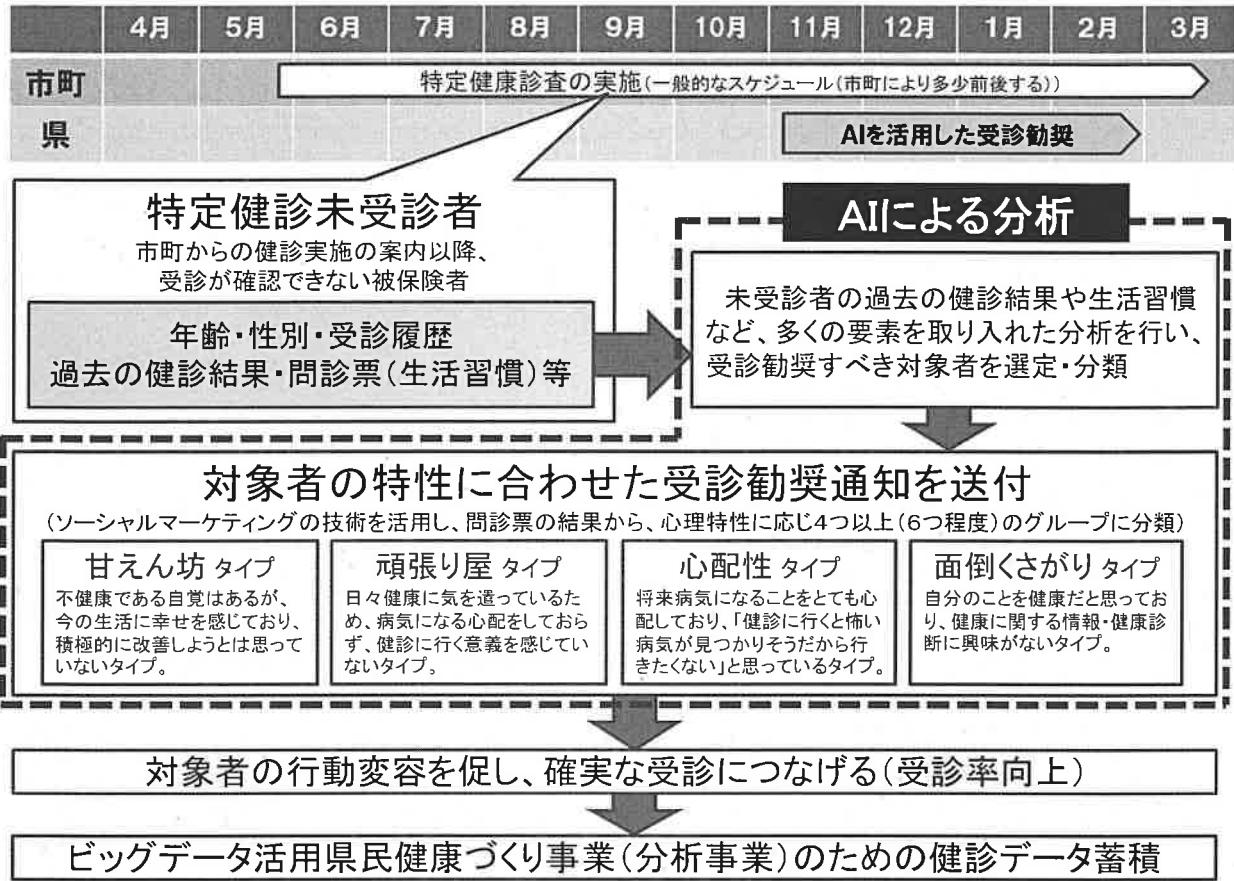 4月 5月 6月 7月 8月 9月 10月 11月 12月 1月 2月 3月
市町
特定健康診査の実施(一般的なスケジュール(市町により多少前後する))
県
AIを活用した受診勧奨
特定健診未受診者
市町からの健診実施の案内以降、
受診が確認できない被保険者
年齢・性別・受診履歴
過去の健診結果・問診票(生活習慣)等
AIによる分析
未受診者の過去の健診結果や生活習慣
など、多くの要素を取り入れた分析を行い、
受診勧奨すべき対象者を選定・分類
対象者の特性に合わせた受診勧奨通知を送付
(ソーシャルマーケティングの技術を活用し、問診票の結果から、心理特性に応じ4つ以上(6つ程度)のグループに分類)
甘えん坊 タイプ
不健康である自覚はあるが、
今の生活に幸せを感じており、
積極的に改善しようとは思って
いないタイプ。
頑張り屋 タイプ
日々健康に気を遣っているた
め、病気になる心配をしておら
ず、健診に行く意義を感じてい
ないタイプ。
心配性 タイプ
将来病気になることをとても心
配しており、「健診に行くと怖い
病気が見つかりそうだから行
きたくない」と思っているタイプ。
面倒くさがり タイプ
自分のことを健康だと思ってお
り、健康に関する情報・健康診
断に興味がないタイプ。
対象者の行動変容を促し、確実な受診につなげる(受診率向上)
ビッグデータ活用県民健康づくり事業(分析事業)のための健診データ蓄積